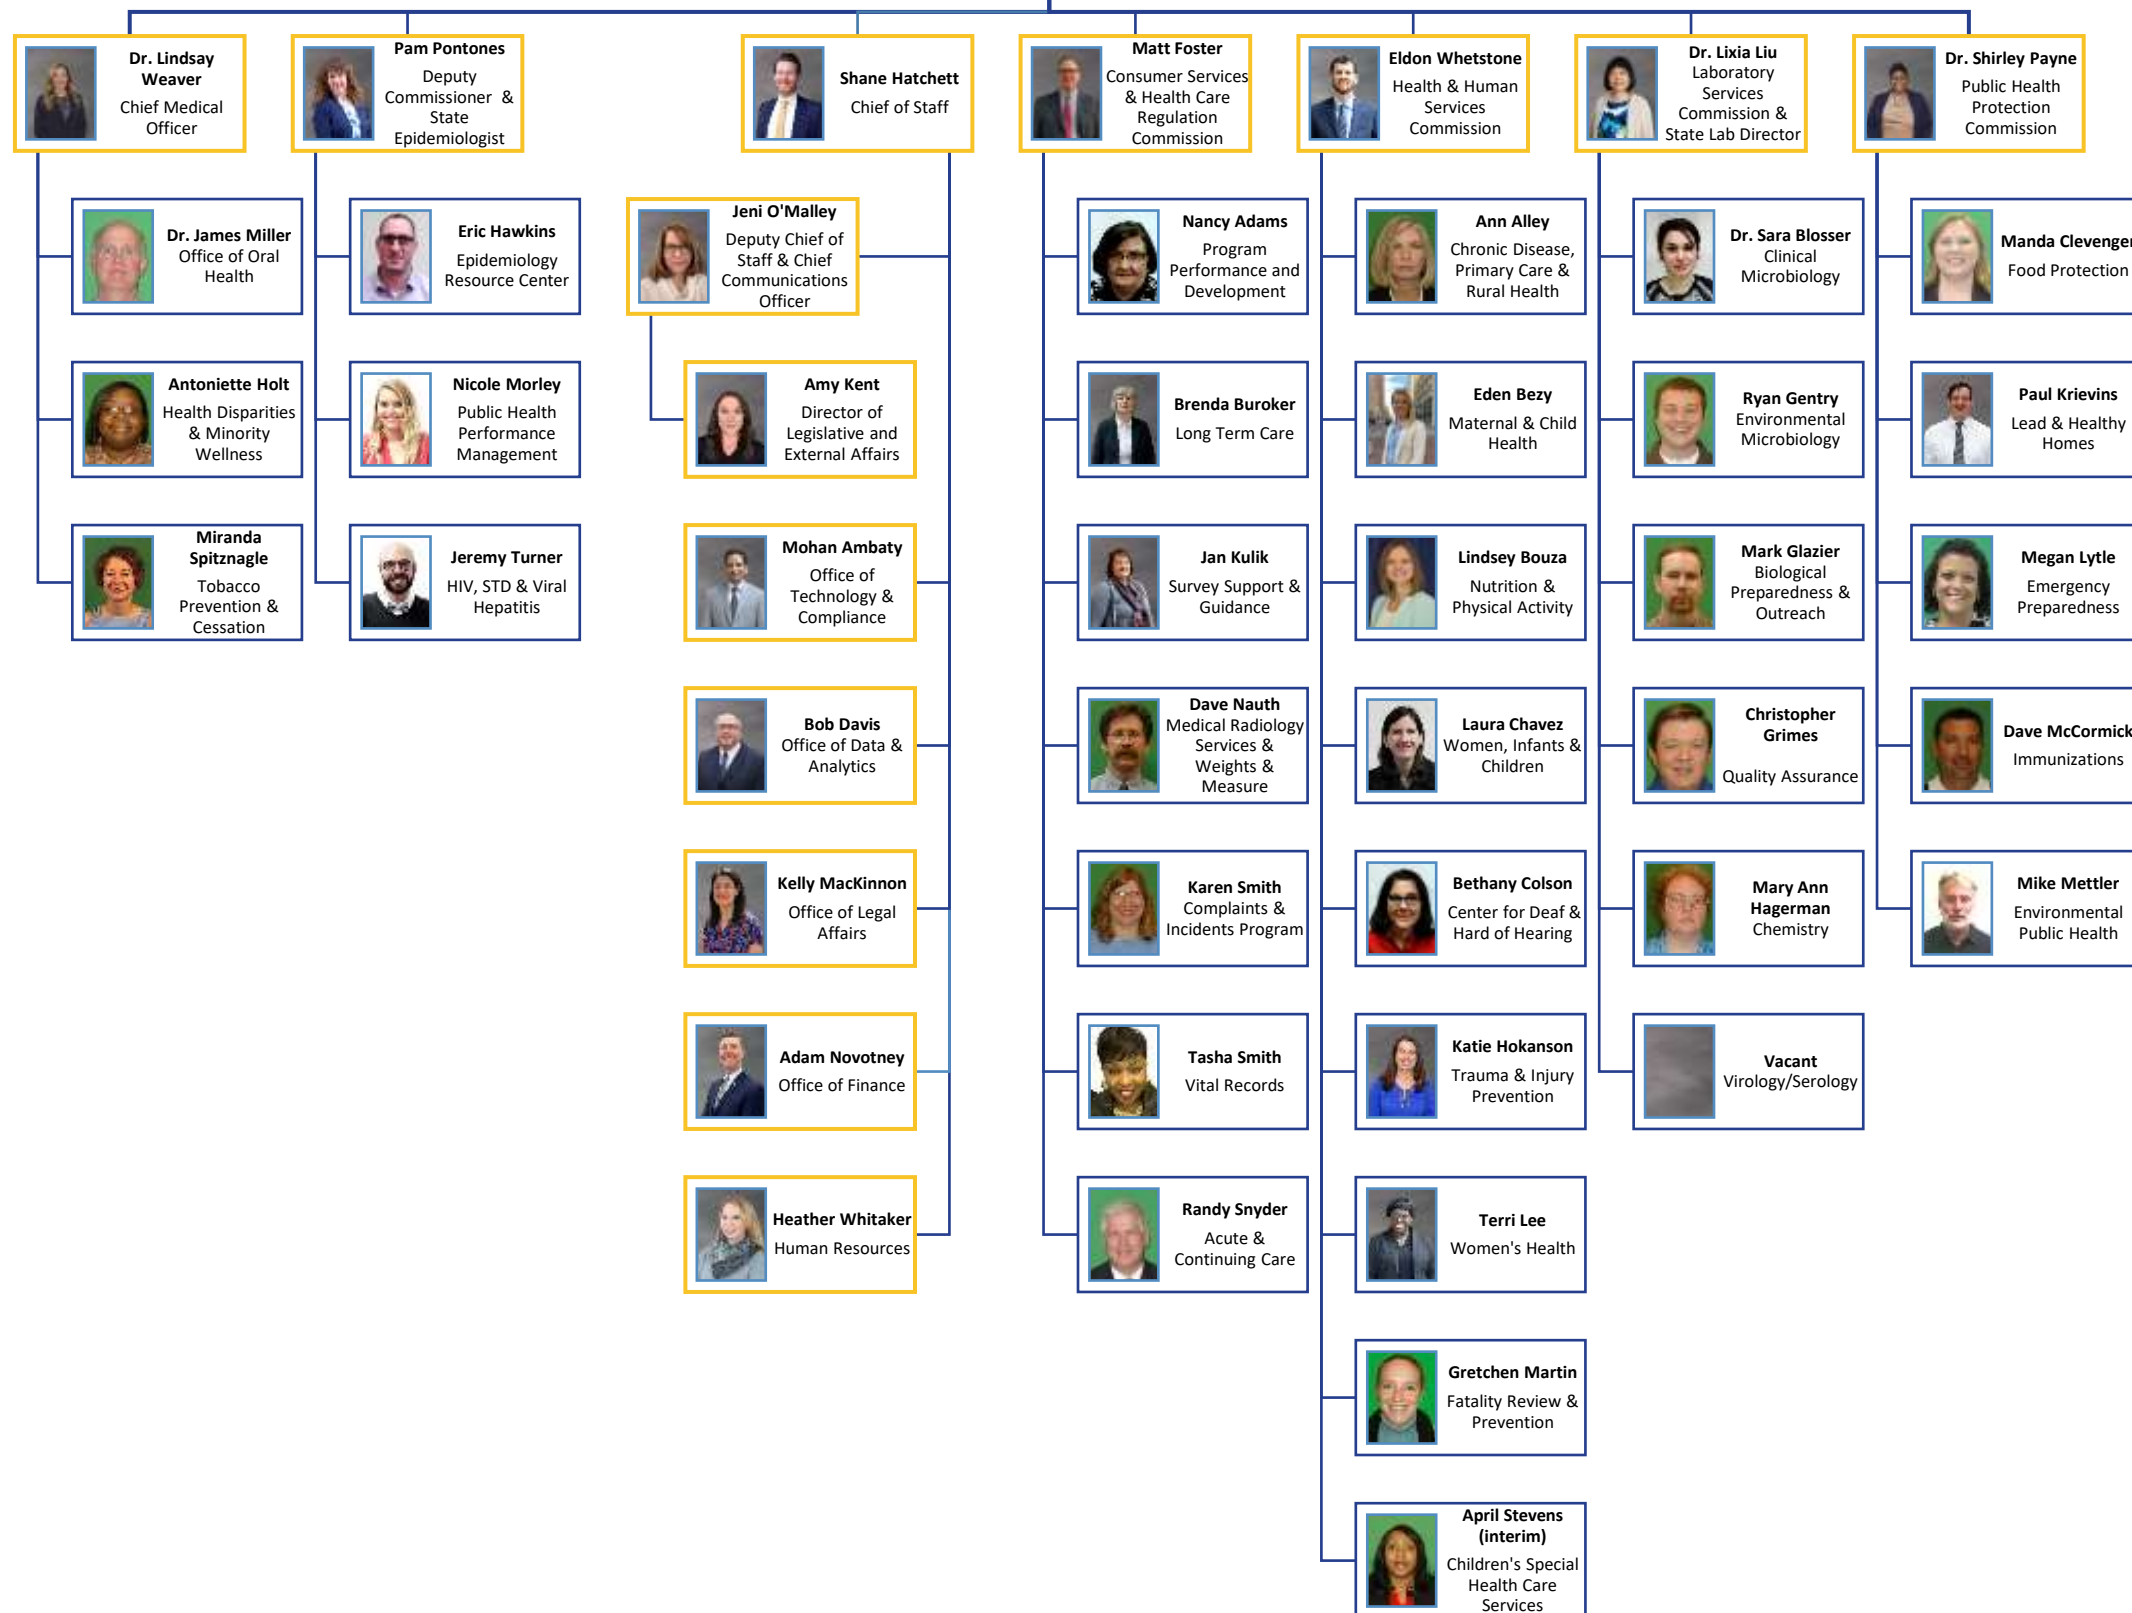 Dr. Lindsay
Weaver
Chief Medical
Officer
Pam Pontones
Deputy
Commissioner &
State
Epidemiologist
Shane Hatchett
Chief of Staff
Matt Foster
Consumer Services
& Health Care
Regulation
Commission
Eldon Whetstone
Health & Human
Services
Commission
Dr. Lixia Liu
Laboratory
Services
Commission &
State Lab Director
Dr. Shirley Payne
Public Health
Protection
Commission
Dr. James Miller
Office of Oral
Health
Eric Hawkins
Epidemiology
Resource Center
Jeni O'Malley
Deputy Chief of
Staff & Chief
Communications
Officer
Nancy Adams
Program
Performance and
Development
Ann Alley
Chronic Disease,
Primary Care &
Rural Health
Dr. Sara Blosser
Clinical
Microbiology
Manda Clevenger
Food Protection
Antoniette Holt
Health Disparities
& Minority
Wellness
Nicole Morley
Public Health
Performance
Management
Amy Kent
Director of
Legislative and
External Affairs
Brenda Buroker
Long Term Care
Eden Bezy
Maternal & Child
Health
Ryan Gentry
Environmental
Microbiology
Paul Krievins
Lead & Healthy
Homes
Miranda
Spitznagle
Tobacco
Prevention &
Cessation
Jeremy Turner
HIV, STD & Viral
Hepatitis
Mohan Ambaty
Office of
Technology &
Compliance
Jan Kulik
Survey Support &
Guidance
Lindsey Bouza
Nutrition &
Physical Activity
Mark Glazier
Biological
Preparedness &
Outreach
Megan Lytle
Emergency
Preparedness
Bob Davis
Office of Data &
Analytics
Dave Nauth
Medical Radiology
Services &
Weights &
Measure
Laura Chavez
Women, Infants &
Children
Christopher
Grimes
Quality Assurance
Dave McCormick
Immunizations
Kelly MacKinnon
Office of Legal
Affairs
Karen Smith
Complaints &
Incidents Program
Bethany Colson
Center for Deaf &
Hard of Hearing
Mary Ann
Hagerman
Chemistry
Mike Mettler
Environmental
Public Health
Adam Novotney
Office of Finance
Tasha Smith
Vital Records
Katie Hokanson
Trauma & Injury
Prevention
Vacant
Virology/Serology
Heather Whitaker
Human Resources
Randy Snyder
Acute &
Continuing Care
Terri Lee
Women's Health
Gretchen Martin
Fatality Review &
Prevention
April Stevens
(interim)
Children's Special
Health Care
Services